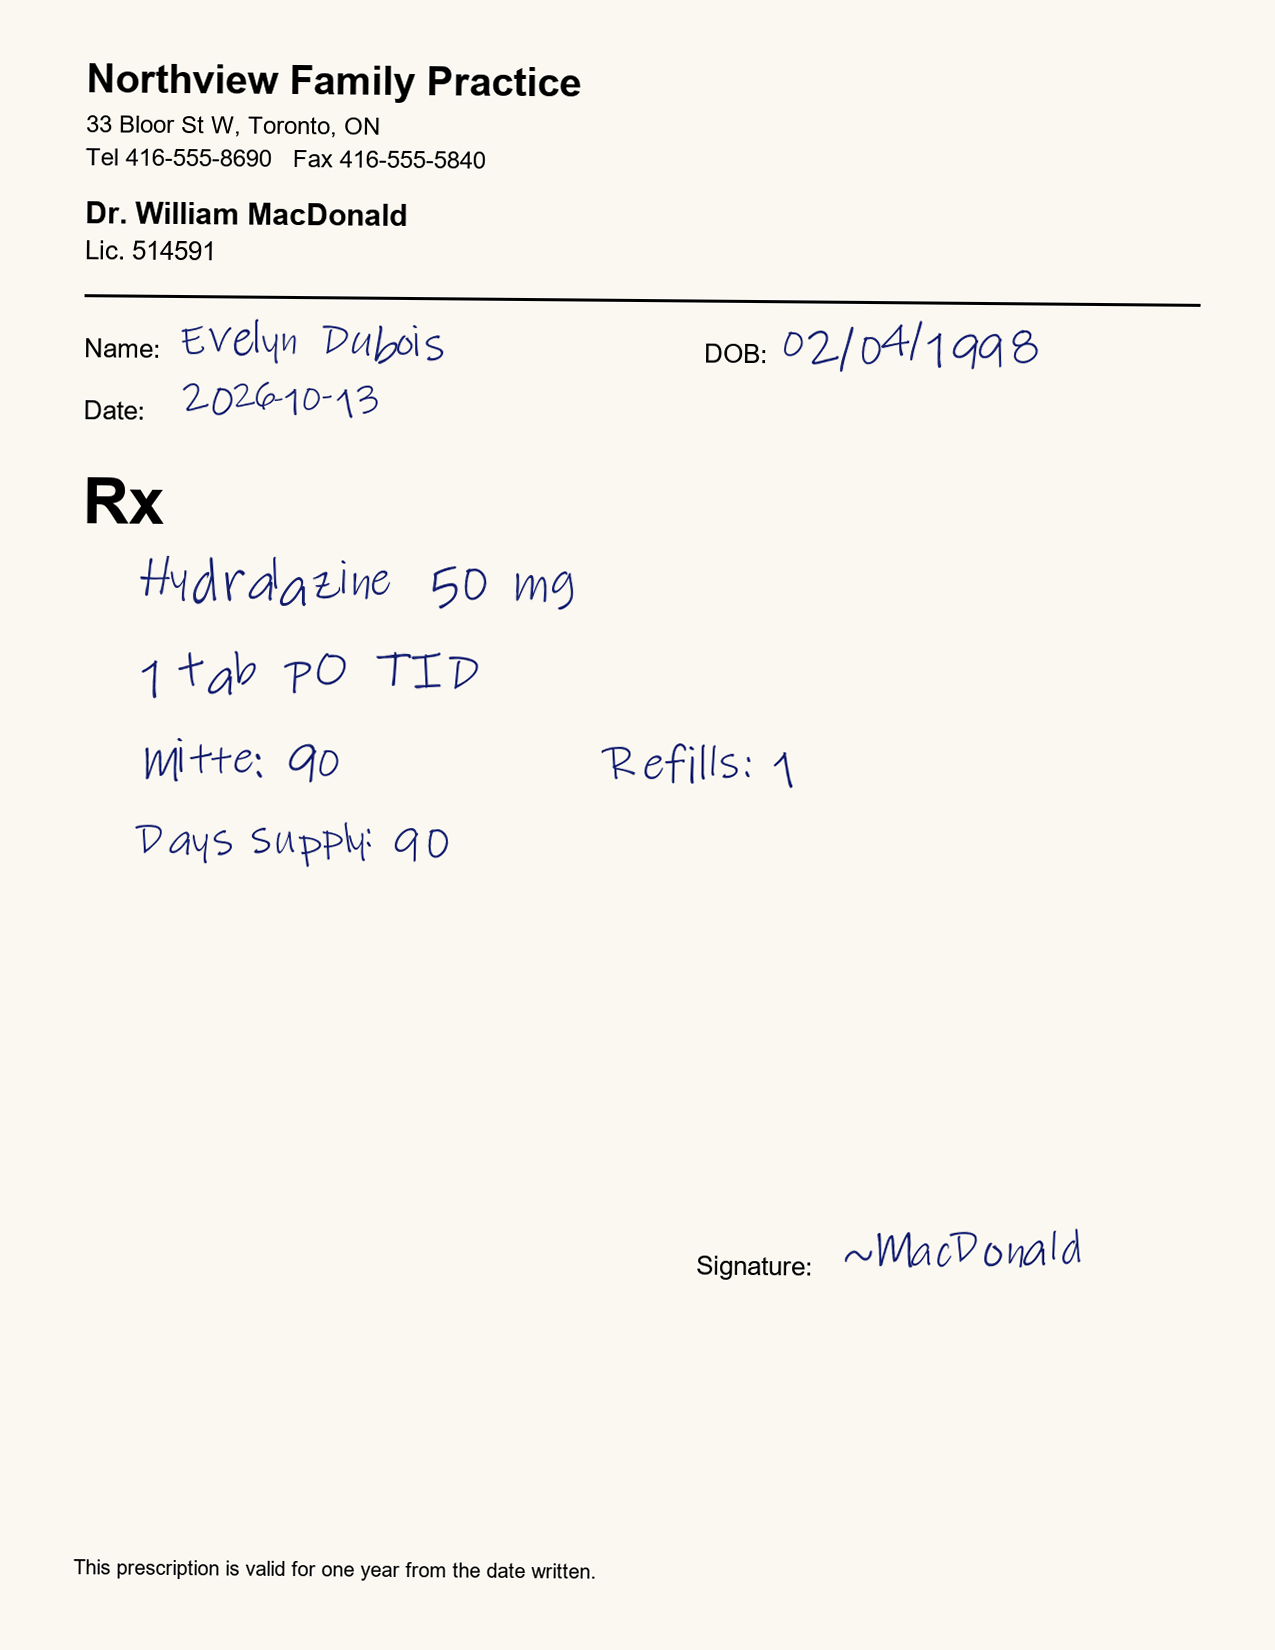 Northview Family Practice
33 Bloor St W, Toronto, ON
Tel 416-555-8690 Fax 416-555-5840
Dr. William MacDonald
Lic. 514591
Name: Evelyn Dubois DOB: 02/04/1998
Date: 2026-10-13
Rx
Hydralazine 50 mg
1 tab PO TID
Mitte: 90 Refills: 1
Days supply: 90
Signature: ~MacDonald
This prescription is valid for one year from the date written.